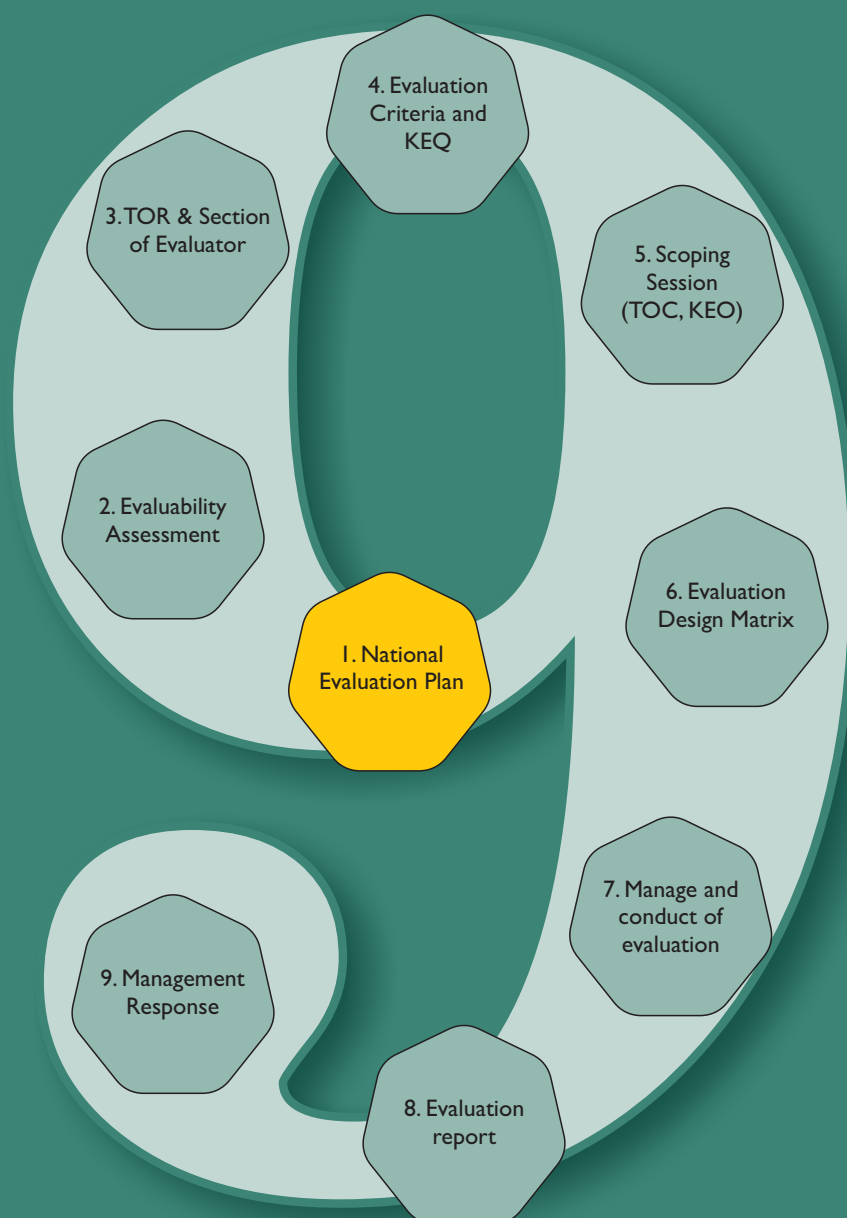 1. National
Evaluation Plan
2. Evaluability
Assessment
3. TOR & Section
of Evaluator
4. Evaluation
Criteria and
KEQ
5. Scoping
Session
(TOC, KEO)
6. Evaluation
Design Matrix
7. Manage and
conduct of
evaluation
8. Evaluation
report
9. Management
Response